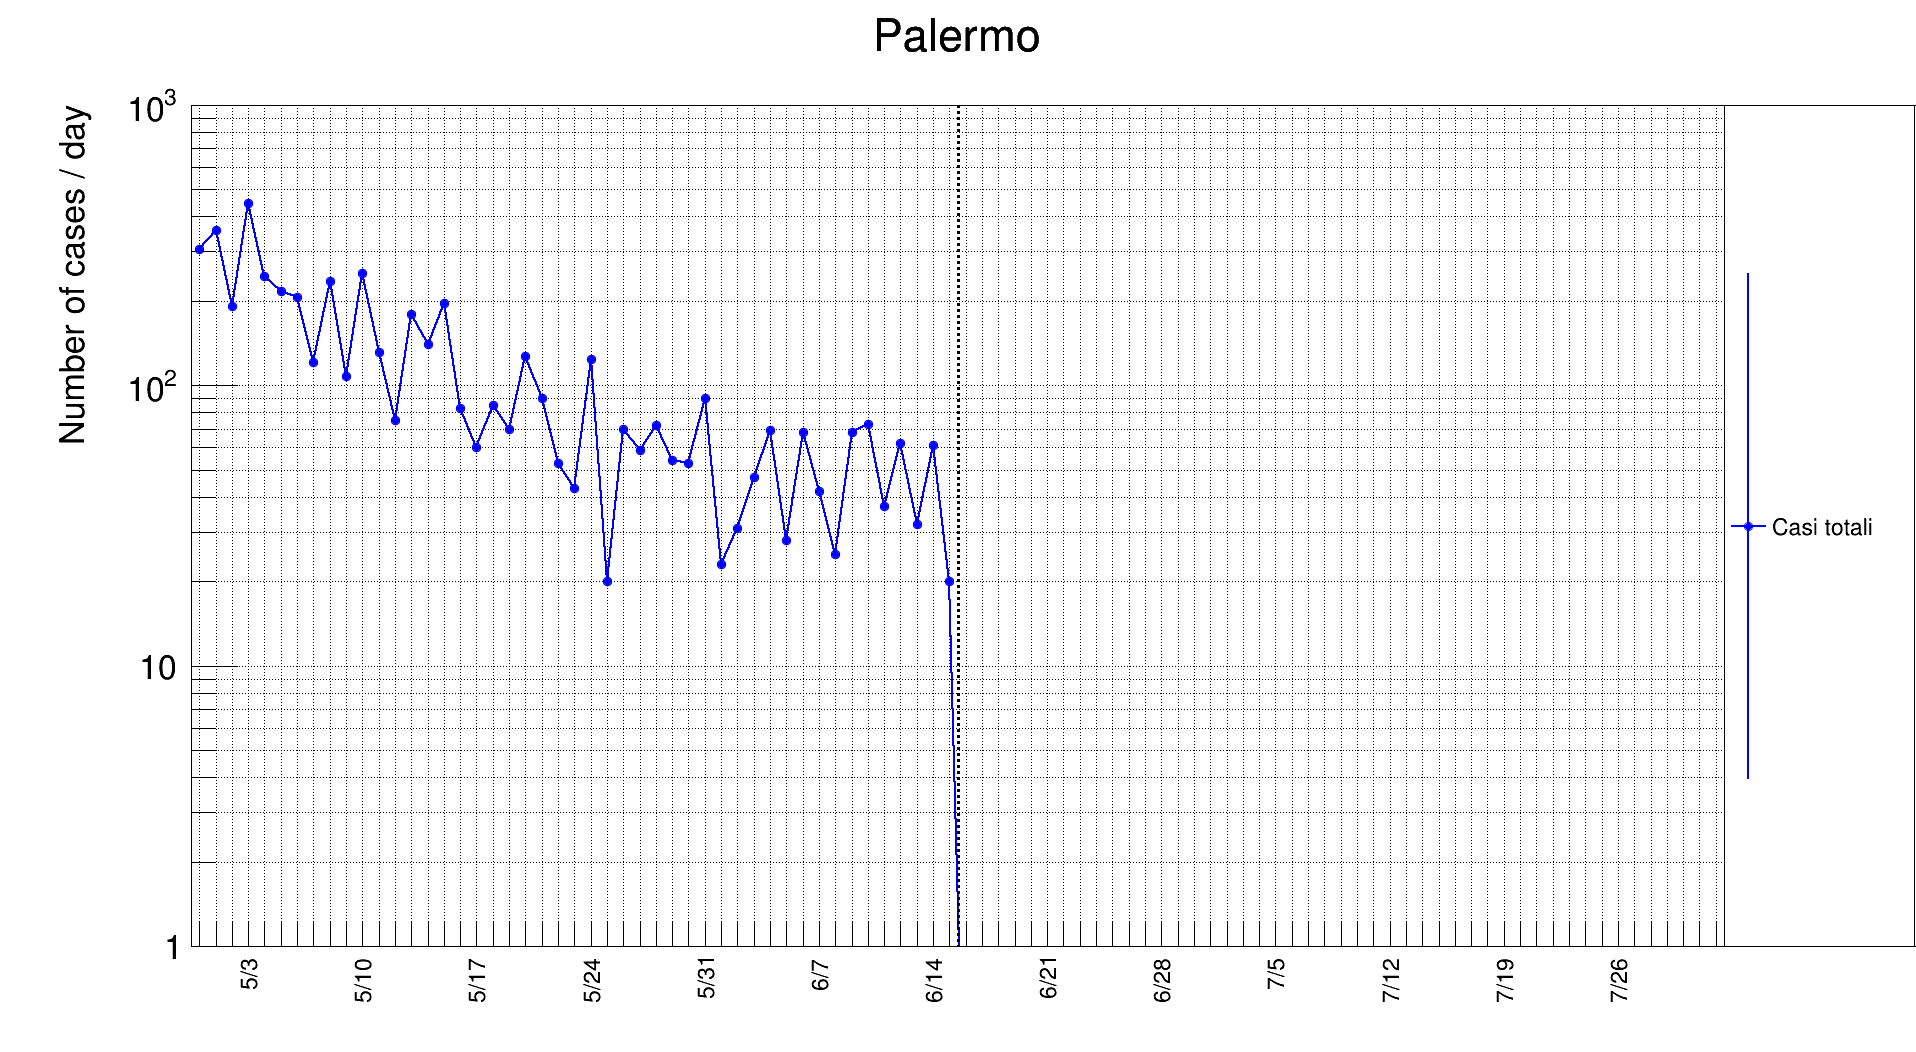 Palermo
Number of cases / day
10³
10²
10
1
5/3 5/10 5/17 5/24 5/31 6/7 6/14 6/21 6/28 7/5 7/12 7/19 7/26
Casi totali